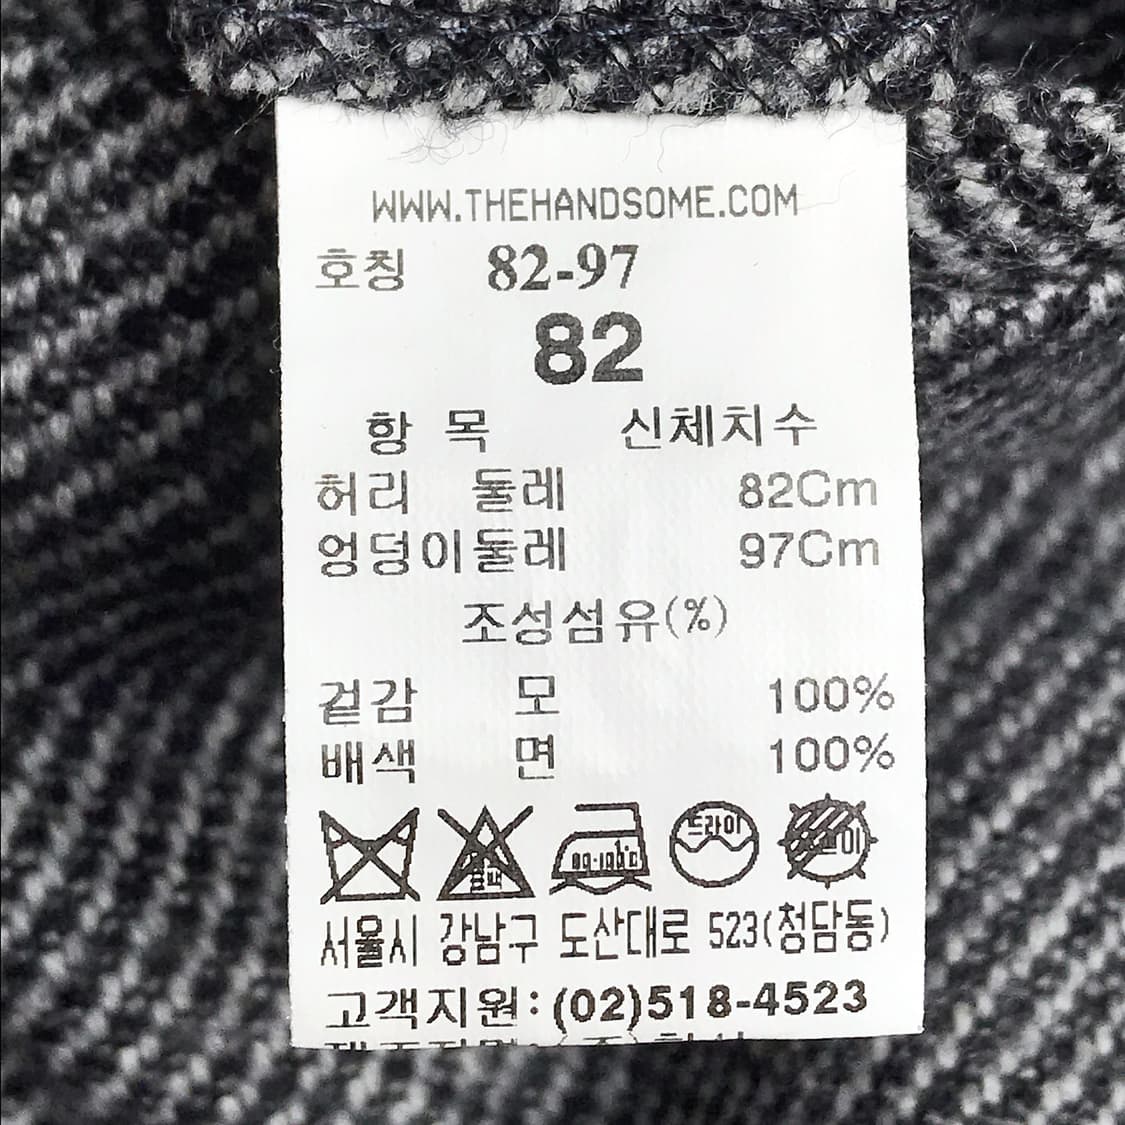 WWW.THEHANDSOME.COM
호칭 82-97
82
항 목 신체치수
허리 둘레 82Cm
엉덩이둘레 97Cm
조성섬유(%)
겉감 모 100%
배색 면 100%
드라이
서울시 강남구 도산대로 523(청담동)
고객지원: (02)518-4523